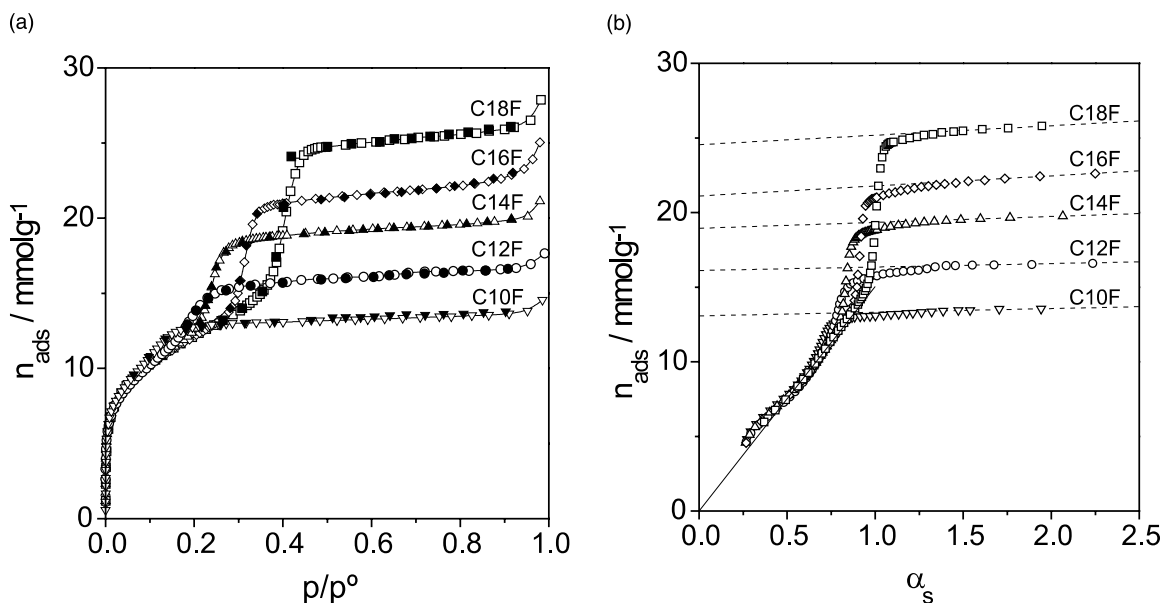 (a)
30
20
10
0
n_ads / mmolg-1
C18F
C16F
C14F
C12F
C10F
0.0 0.2 0.4 0.6 0.8 1.0
p/pº
(b)
30
20
10
0
n_ads / mmolg-1
C18F
C16F
C14F
C12F
C10F
0.0 0.5 1.0 1.5 2.0 2.5
α_s